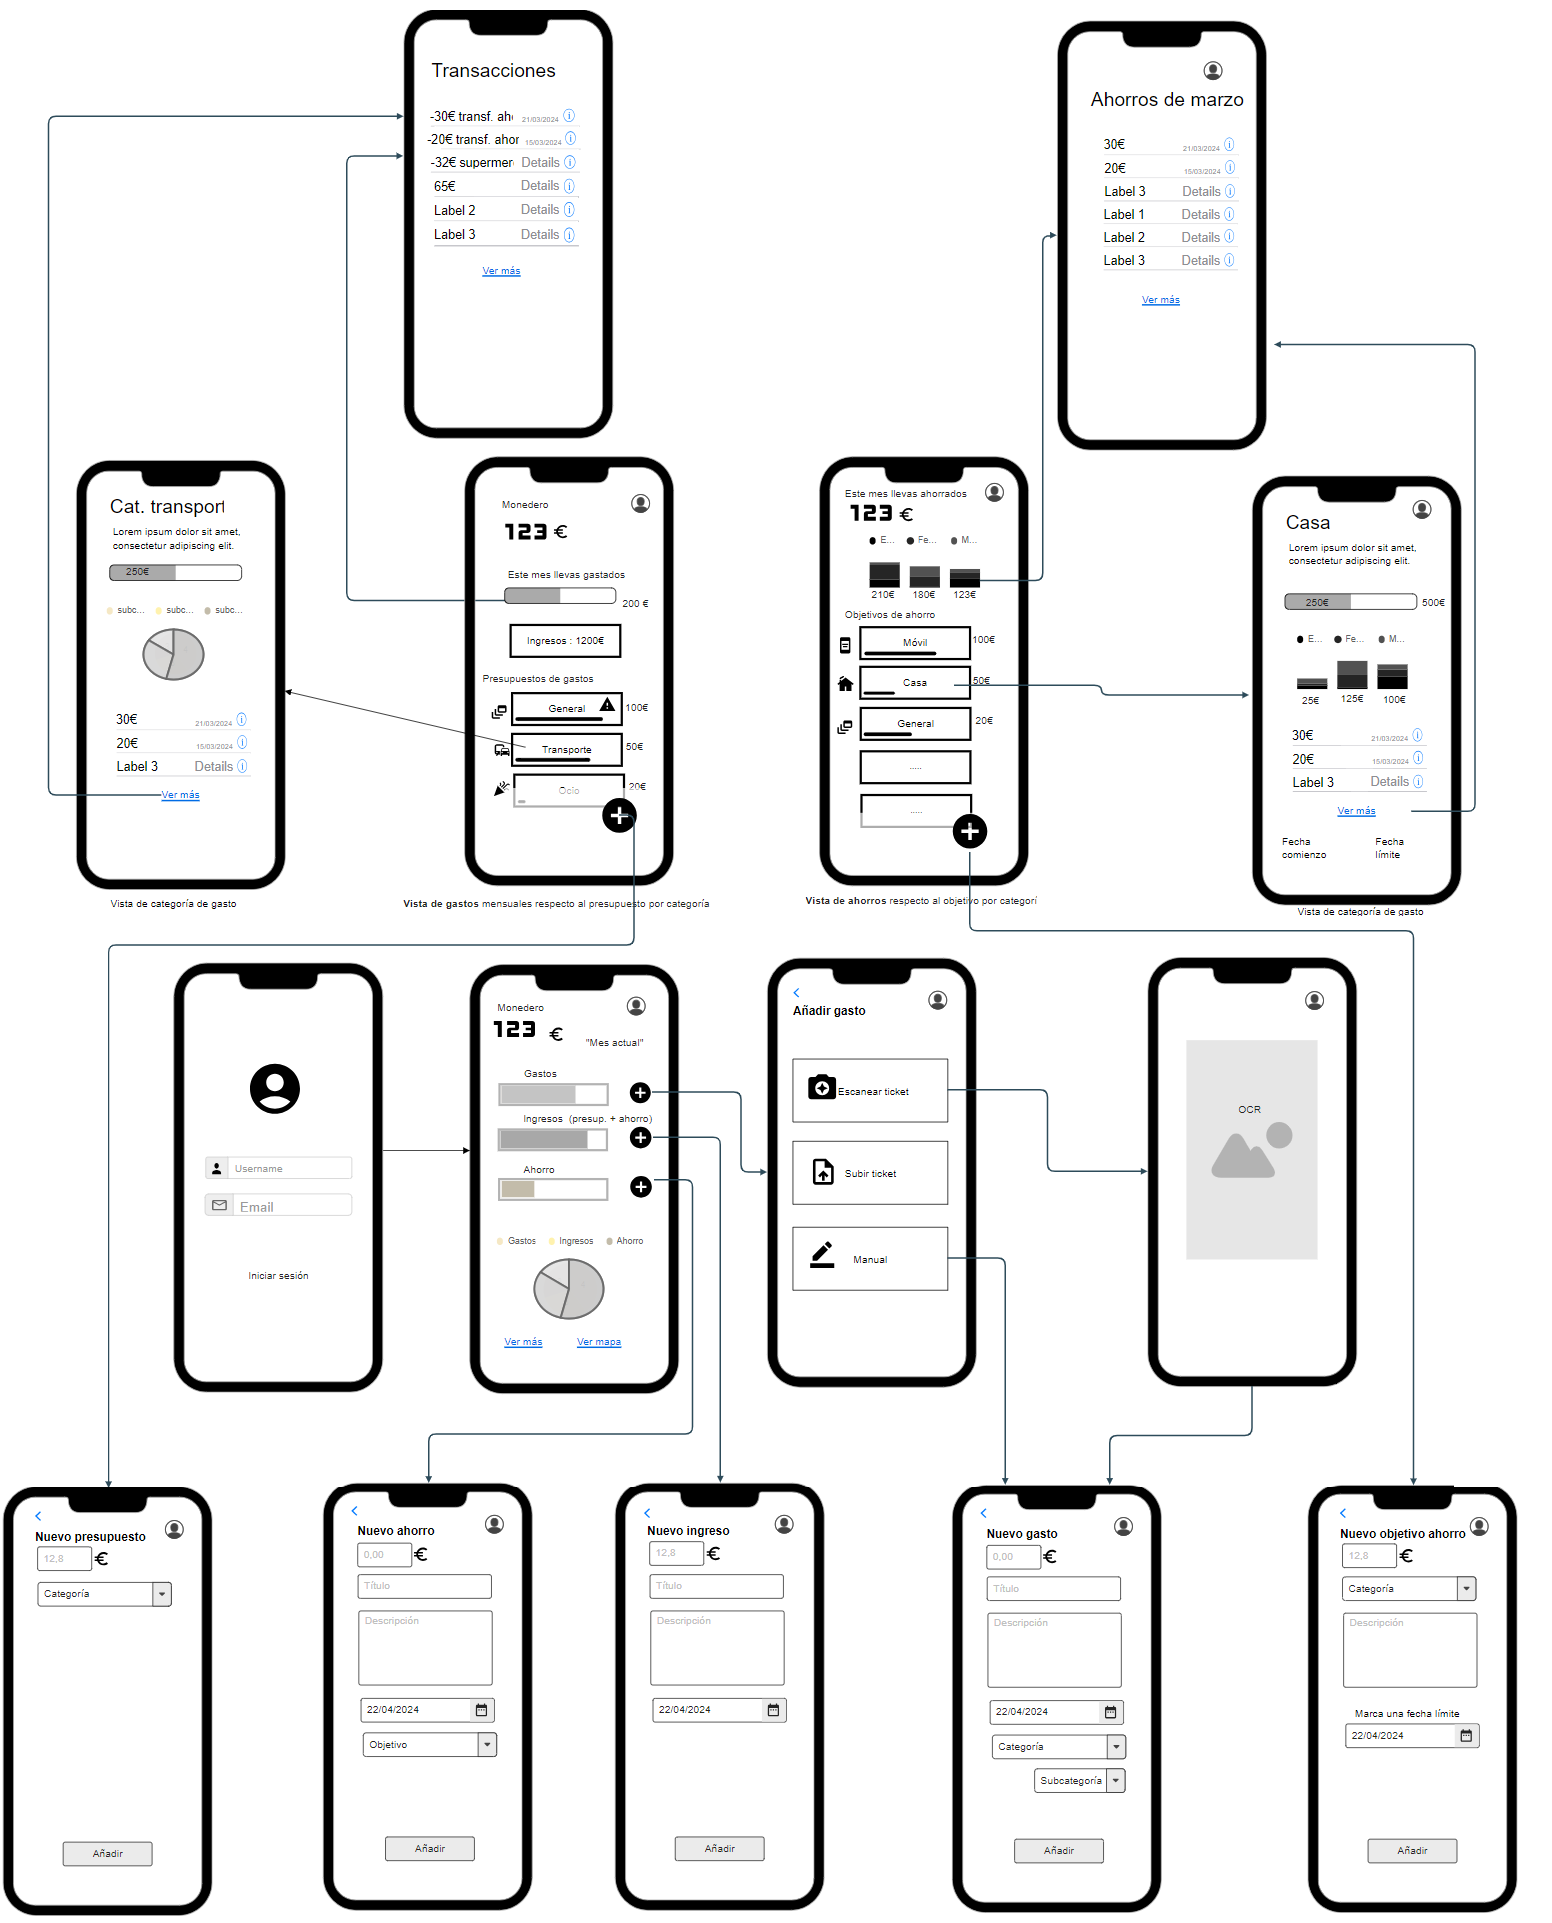 Transacciones
-30€ transf. aho 21/03/2024
-20€ transf. ahor 15/03/2024
-32€ supermer Details
65€ Details
Label 2 Details
Label 3 Details
Ver más
Ahorros de marzo
30€ 21/03/2024
20€ 15/03/2024
Label 3 Details
Label 1 Details
Label 2 Details
Label 3 Details
Ver más
Cat. transport
Lorem ipsum dolor sit amet,
consectetur adipiscing elit.
250€
subc... subc... subc...
30€ 21/03/2024
20€ 15/03/2024
Label 3 Details
Ver más
Vista de categoría de gasto
Monedero
123 €
Este mes llevas gastados
200 €
Ingresos : 1200€
Presupuestos de gastos
General 100€
Transporte 50€
Ocio 20€
Vista de gastos mensuales respecto al presupuesto por categoría
Este mes llevas ahorrados
123 €
E... Fe... M...
210€ 180€ 123€
Objetivos de ahorro
Móvil 100€
Casa 50€
General 20€
.....
.....
Vista de ahorros respecto al objetivo por categorí
Casa
Lorem ipsum dolor sit amet,
consectetur adipiscing elit.
250€ 500€
E... Fe... M...
25€ 125€ 100€
30€ 21/03/2024
20€ 15/03/2024
Label 3 Details
Ver más
Fecha
comienzo
Fecha
límite
Vista de categoría de gasto
Username
Email
Iniciar sesión
Monedero
123 €
"Mes actual"
Gastos
Ingresos (presup. + ahorro)
Ahorro
Gastos Ingresos Ahorro
Ver más Ver mapa
Añadir gasto
Escanear ticket
Subir ticket
Manual
OCR
Nuevo presupuesto
12,8 €
Categoría
Añadir
Nuevo ahorro
0,00 €
Título
Descripción
22/04/2024
Objetivo
Añadir
Nuevo ingreso
12,8 €
Título
Descripción
22/04/2024
Añadir
Nuevo gasto
0,00 €
Título
Descripción
22/04/2024
Categoría
Subcategoría
Añadir
Nuevo objetivo ahorro
12,8 €
Categoría
Descripción
Marca una fecha límite
22/04/2024
Añadir